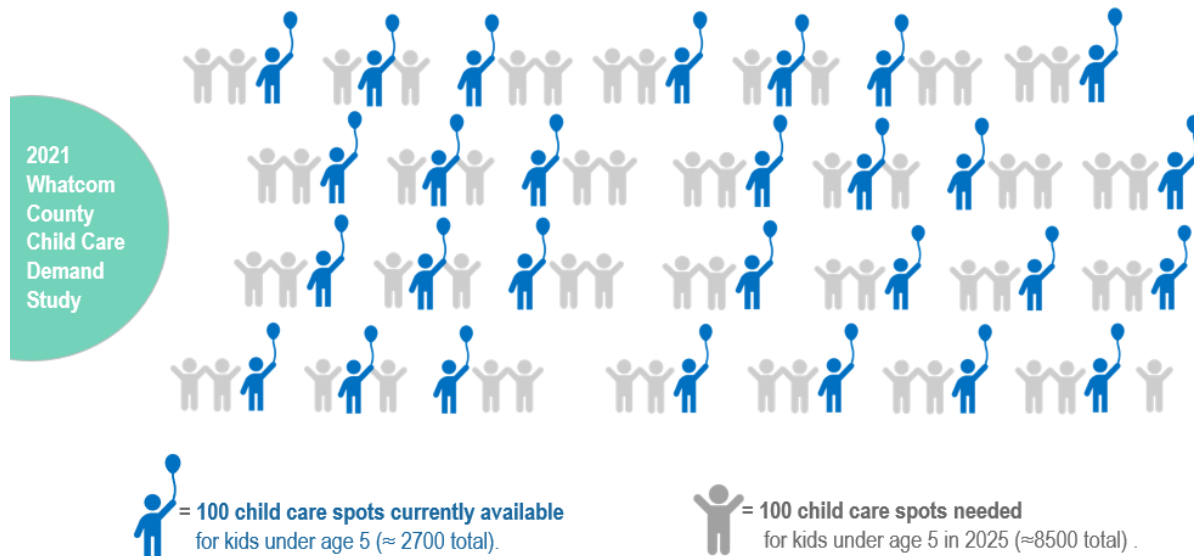 2021
Whatcom
County
Child Care
Demand
Study
= 100 child care spots currently available
for kids under age 5 (≈ 2700 total).
= 100 child care spots needed
for kids under age 5 in 2025 (≈8500 total) .